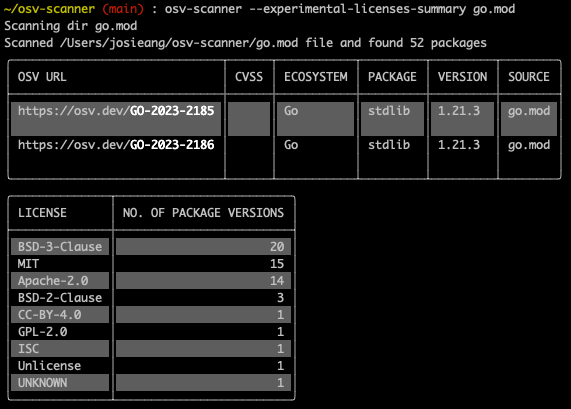 ~/osv-scanner (main) : osv-scanner --experimental-licenses-summary go.mod
Scanning dir go.mod
Scanned /Users/josieang/osv-scanner/go.mod file and found 52 packages
OSV URL CVSS ECOSYSTEM PACKAGE VERSION SOURCE
https://osv.dev/GO-2023-2185 Go stdlib 1.21.3 go.mod
https://osv.dev/GO-2023-2186 Go stdlib 1.21.3 go.mod
LICENSE NO. OF PACKAGE VERSIONS
BSD-3-Clause 20
MIT 15
Apache-2.0 14
BSD-2-Clause 3
CC-BY-4.0 1
GPL-2.0 1
ISC 1
Unlicense 1
UNKNOWN 1